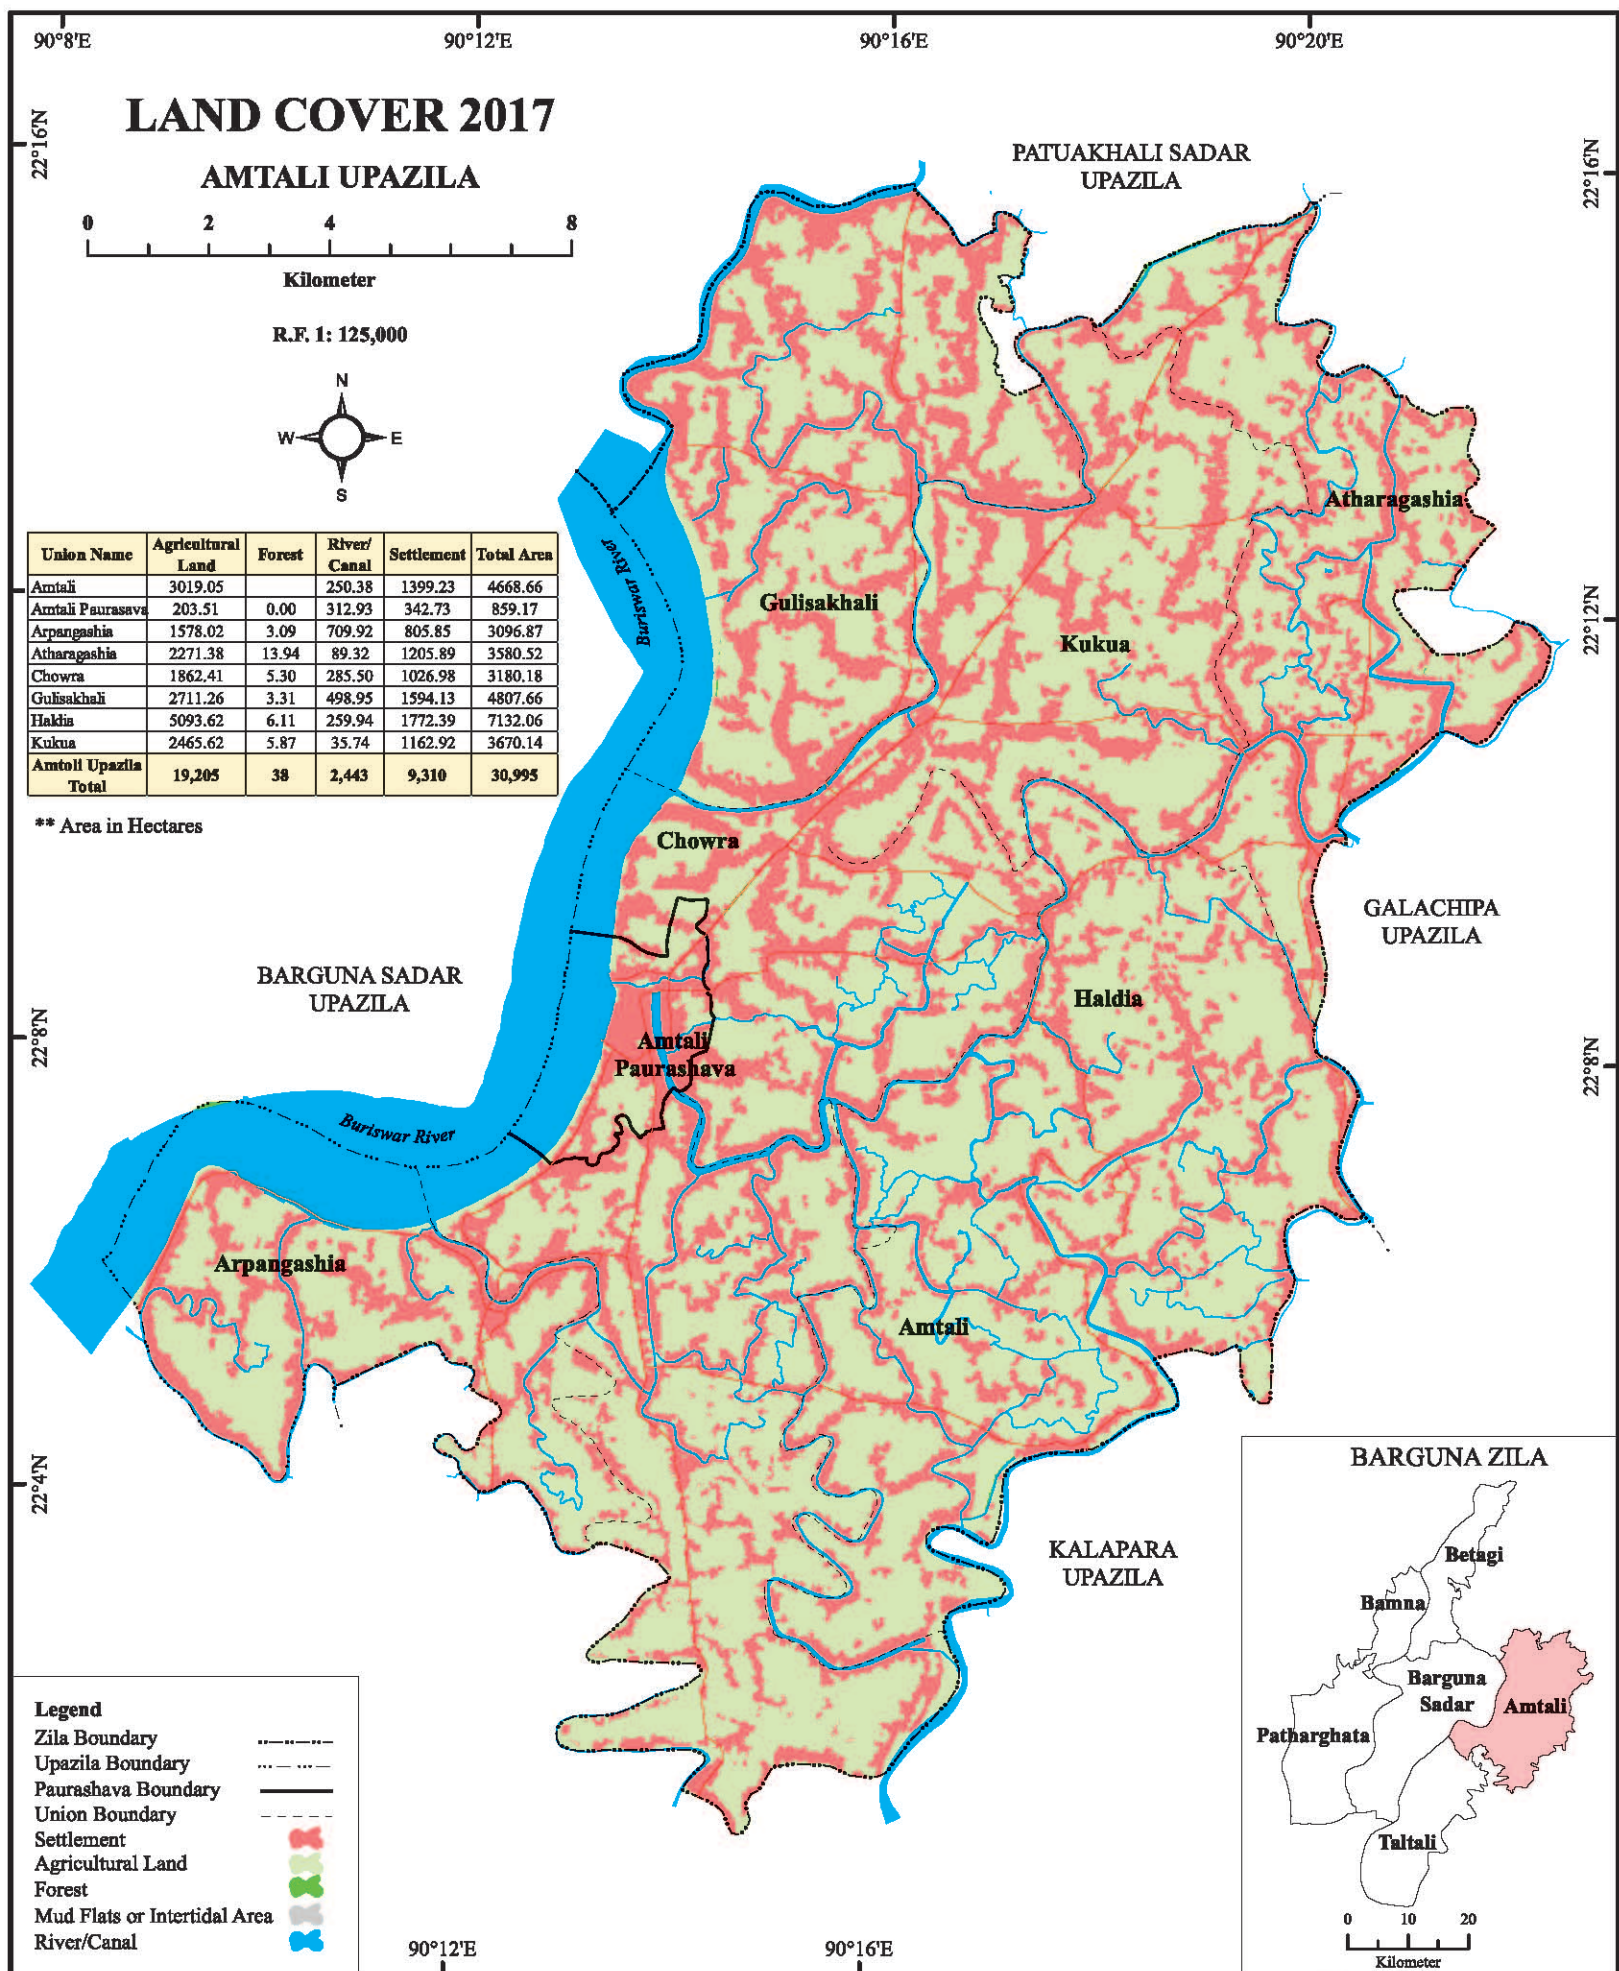 90°8'E 90°12'E 90°16'E 90°20'E
LAND COVER 2017
AMTALI UPAZILA
0 2 4 8
Kilometer
R.F. 1: 125,000
N
W E
S
22°16'N
22°16'N
PATUAKHALI SADAR
UPAZILA
Union Name Agricultural Land Forest River/ Canal Settlement Total Area
Amtali 3019.05 250.38 1399.23 4668.66
Amtali Paurasava 203.51 0.00 312.93 342.73 859.17
Arpangashia 1578.02 3.09 709.92 805.85 3096.87
Atharagashia 2271.38 13.94 89.32 1205.89 3580.52
Chowra 1862.41 5.30 285.50 1026.98 3180.18
Gulisakhali 2711.26 3.31 498.95 1594.13 4807.66
Haldia 5093.62 6.11 259.94 1772.39 7132.06
Kukua 2465.62 5.87 35.74 1162.92 3670.14
Amtoli Upazila Total 19,205 38 2,443 9,310 30,995
** Area in Hectares
Buriswar River
Atharagashia
Gulisakhali
Kukua
22°12'N
Chowra
GALACHIPA
UPAZILA
BARGUNA SADAR
UPAZILA
Haldia
Amtali
Paurashava
22°8'N
22°8'N
Buriswar River
Arpangashia
Amtali
22°4'N
KALAPARA
UPAZILA
BARGUNA ZILA
Betagi
Bamna
Barguna
Sadar
Amtali
Patharghata
Taltali
0 10 20
Kilometer
Legend
Zila Boundary
Upazila Boundary
Paurashava Boundary
Union Boundary
Settlement
Agricultural Land
Forest
Mud Flats or Intertidal Area
River/Canal
90°12'E 90°16'E